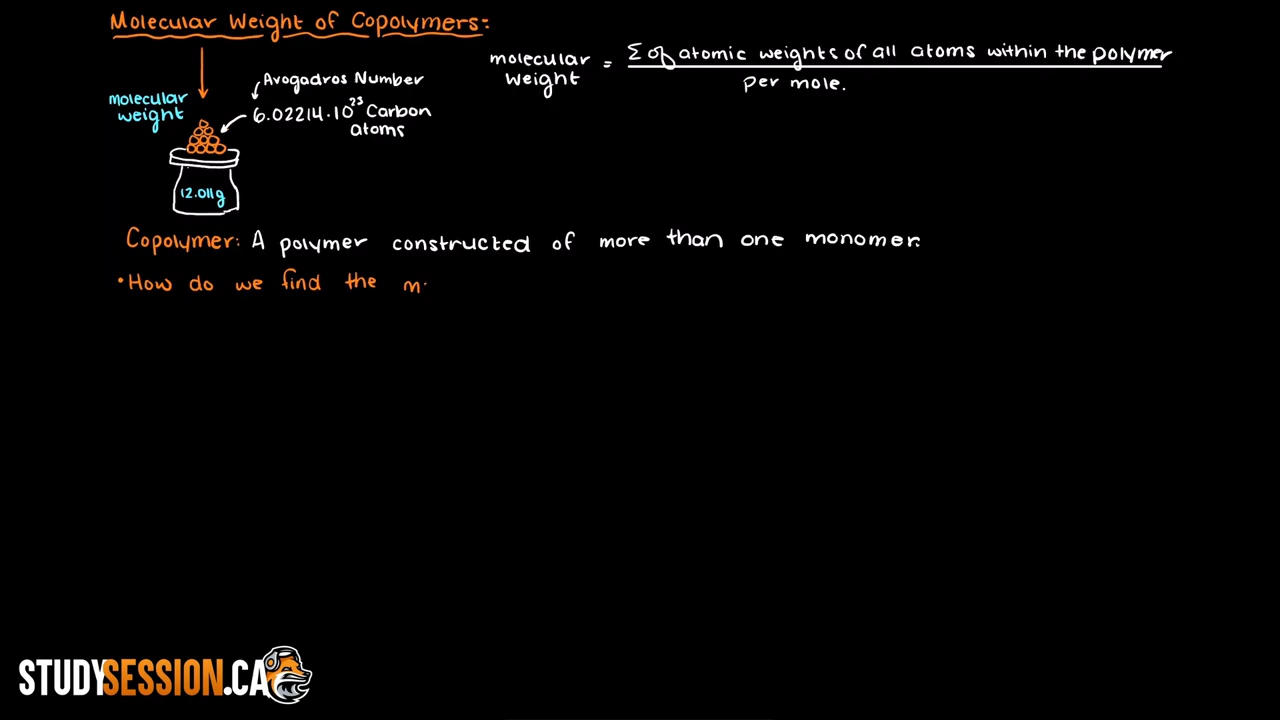 Molecular Weight of Copolymers:
molecular
weight
Avogadros Number
6.02214·10²³ Carbon
atoms
12.011g
molecular
weight = Σ of atomic weights of all atoms within the polymer
per mole.
Copolymer: A polymer constructed of more than one monomer.
•How do we find the m
STUDYSESSION.CA